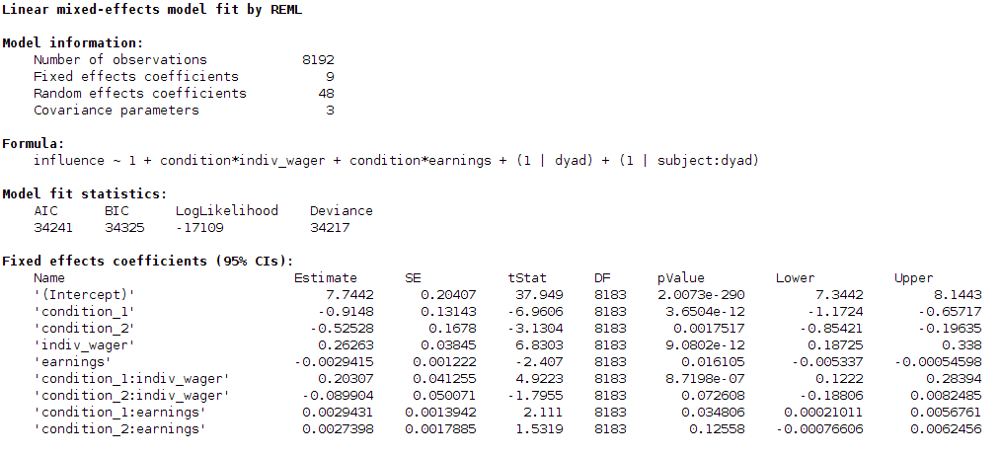 Linear mixed-effects model fit by REML
Model information:
Number of observations 8192
Fixed effects coefficients 9
Random effects coefficients 48
Covariance parameters 3
Formula:
influence ~ 1 + condition*indiv_wager + condition*earnings + (1 | dyad) + (1 | subject:dyad)
Model fit statistics:
AIC BIC LogLikelihood Deviance
34241 34325 -17109 34217
Fixed effects coefficients (95% CIs):
Name Estimate SE tStat DF pValue Lower Upper
'(Intercept)' 7.7442 0.20407 37.949 8183 2.0073e-290 7.3442 8.1443
'condition_1' -0.9148 0.13143 -6.9606 8183 3.6504e-12 -1.1724 -0.65717
'condition_2' -0.52528 0.1678 -3.1304 8183 0.0017517 -0.85421 -0.19635
'indiv_wager' 0.26263 0.03845 6.8303 8183 9.0802e-12 0.18725 0.338
'earnings' -0.0029415 0.001222 -2.407 8183 0.016105 -0.005337 -0.00054598
'condition_1:indiv_wager' 0.20307 0.041255 4.9223 8183 8.7198e-07 0.1222 0.28394
'condition_2:indiv_wager' -0.089904 0.050071 -1.7955 8183 0.072608 -0.18806 0.0082485
'condition_1:earnings' 0.0029431 0.0013942 2.111 8183 0.034806 0.00021011 0.0056761
'condition_2:earnings' 0.0027398 0.0017885 1.5319 8183 0.12558 -0.00076606 0.0062456